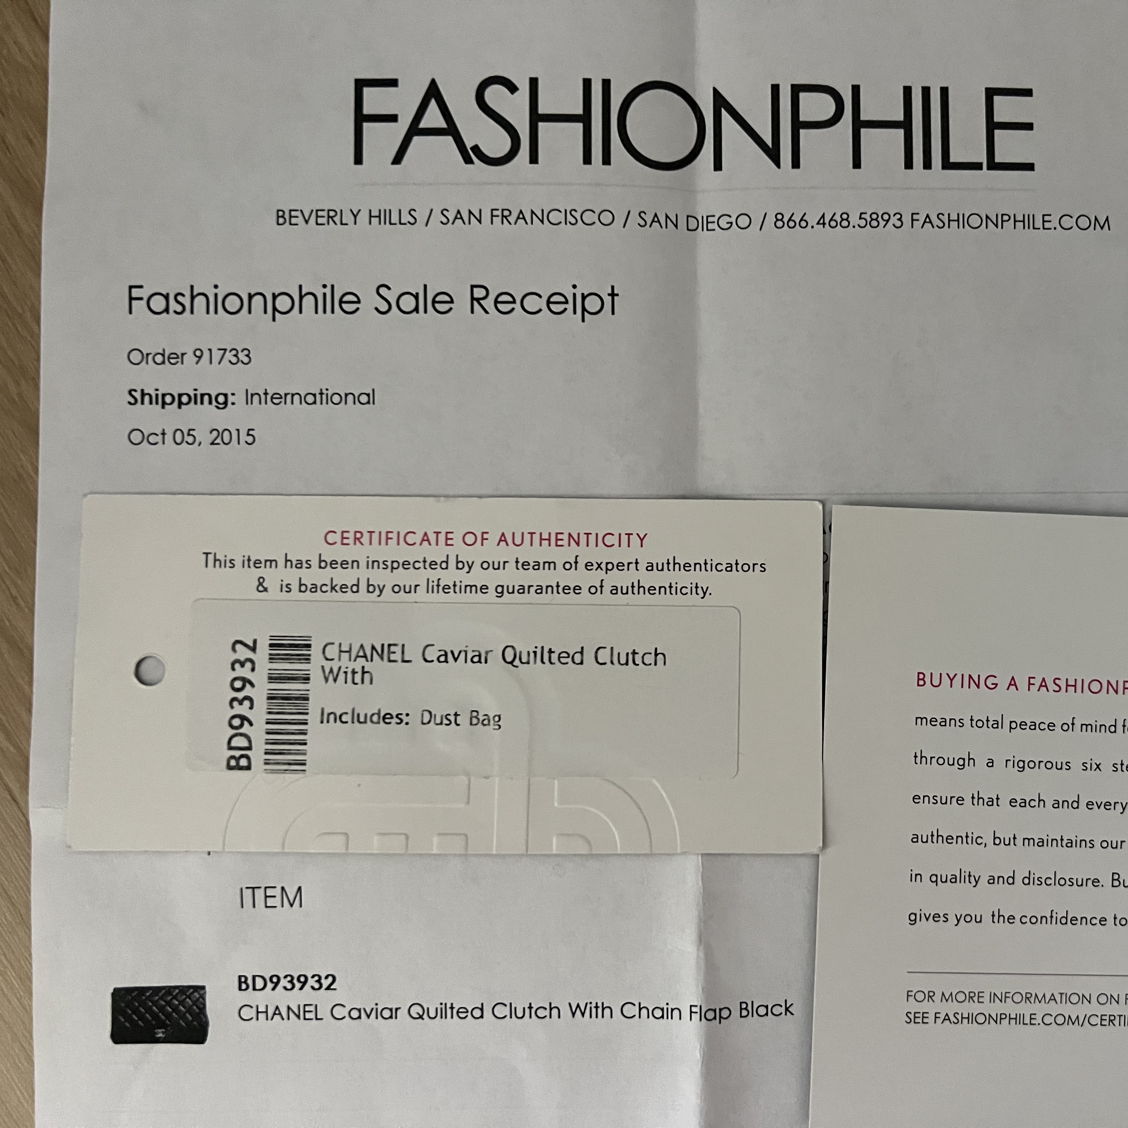 FASHIONPHILE
BEVERLY HILLS / SAN FRANCISCO / SAN DIEGO / 866.468.5893 FASHIONPHILE.COM
Fashionphile Sale Receipt
Order 91733
Shipping: International
Oct 05, 2015
CERTIFICATE OF AUTHENTICITY
This item has been inspected by our team of expert authenticators
& is backed by our lifetime guarantee of authenticity.
BD93932
CHANEL Caviar Quilted Clutch
With
Includes: Dust Bag
ITEM
BD93932
CHANEL Caviar Quilted Clutch With Chain Flap Black
BUYING A FASHIONP
means total peace of mind f
through a rigorous six st
ensure that each and every
authentic, but maintains our
in quality and disclosure. Bu
gives you the confidence to
FOR MORE INFORMATION ON F
SEE FASHIONPHILE.COM/CERTI